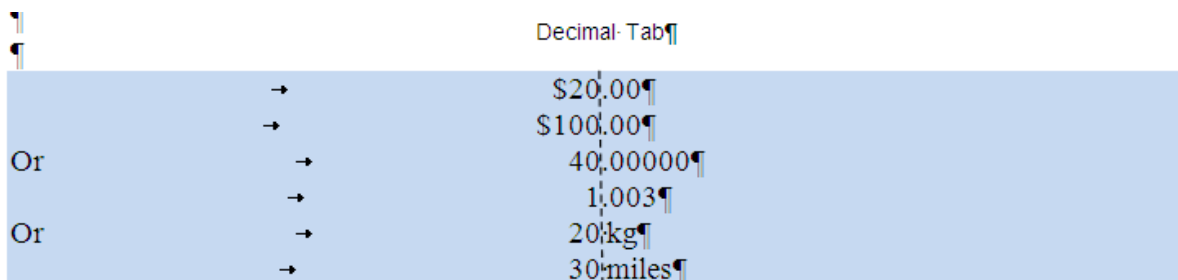 ¶
Decimal· Tab¶
¶
→ $20.00¶
→ $100.00¶
Or → 40.00000¶
→ 1.003¶
Or → 20·kg¶
→ 30·miles¶